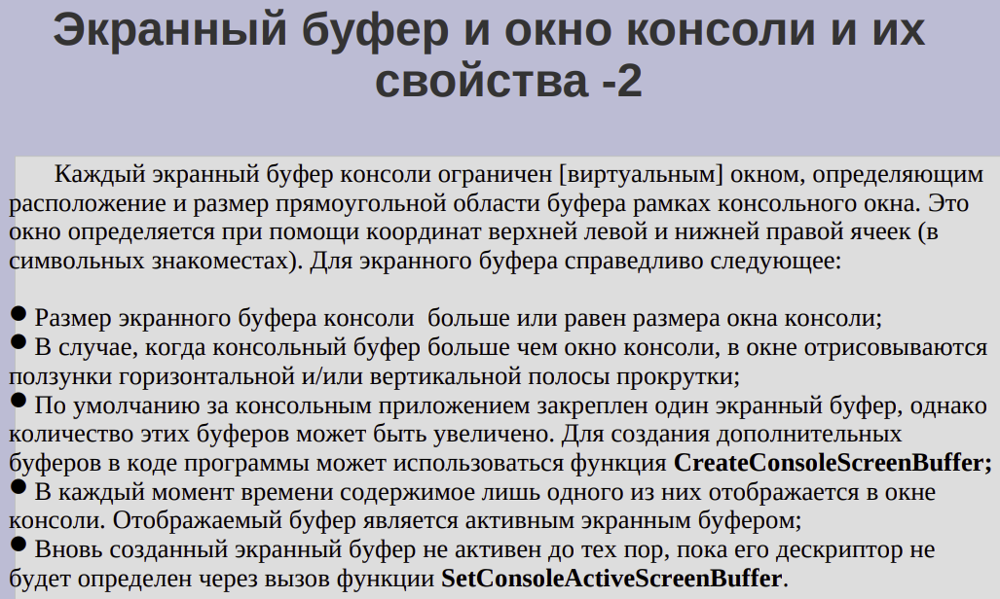 Экранный буфер и окно консоли и их
свойства -2
Каждый экранный буфер консоли ограничен [виртуальным] окном, определяющим
расположение и размер прямоугольной области буфера рамках консольного окна. Это
окно определяется при помощи координат верхней левой и нижней правой ячеек (в
символьных знакоместах). Для экранного буфера справедливо следующее:
● Размер экранного буфера консоли  больше или равен размера окна консоли;
● В случае, когда консольный буфер больше чем окно консоли, в окне отрисовываются
ползунки горизонтальной и/или вертикальной полосы прокрутки;
● По умолчанию за консольным приложением закреплен один экранный буфер, однако
количество этих буферов может быть увеличено. Для создания дополнительных
буферов в коде программы может использоваться функция CreateConsoleScreenBuffer;
● В каждый момент времени содержимое лишь одного из них отображается в окне
консоли. Отображаемый буфер является активным экранным буфером;
● Вновь созданный экранный буфер не активен до тех пор, пока его дескриптор не
будет определен через вызов функции SetConsoleActiveScreenBuffer.